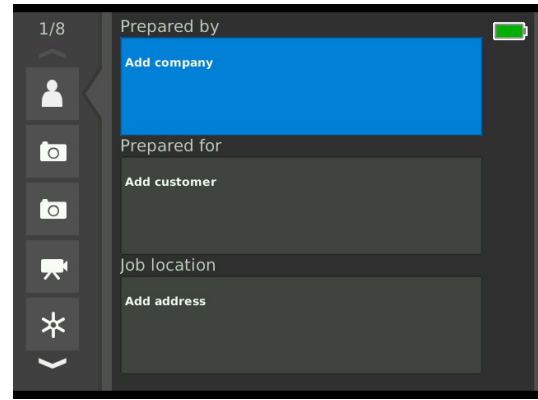 1/8
Prepared by
Add company
Prepared for
Add customer
Job location
Add address